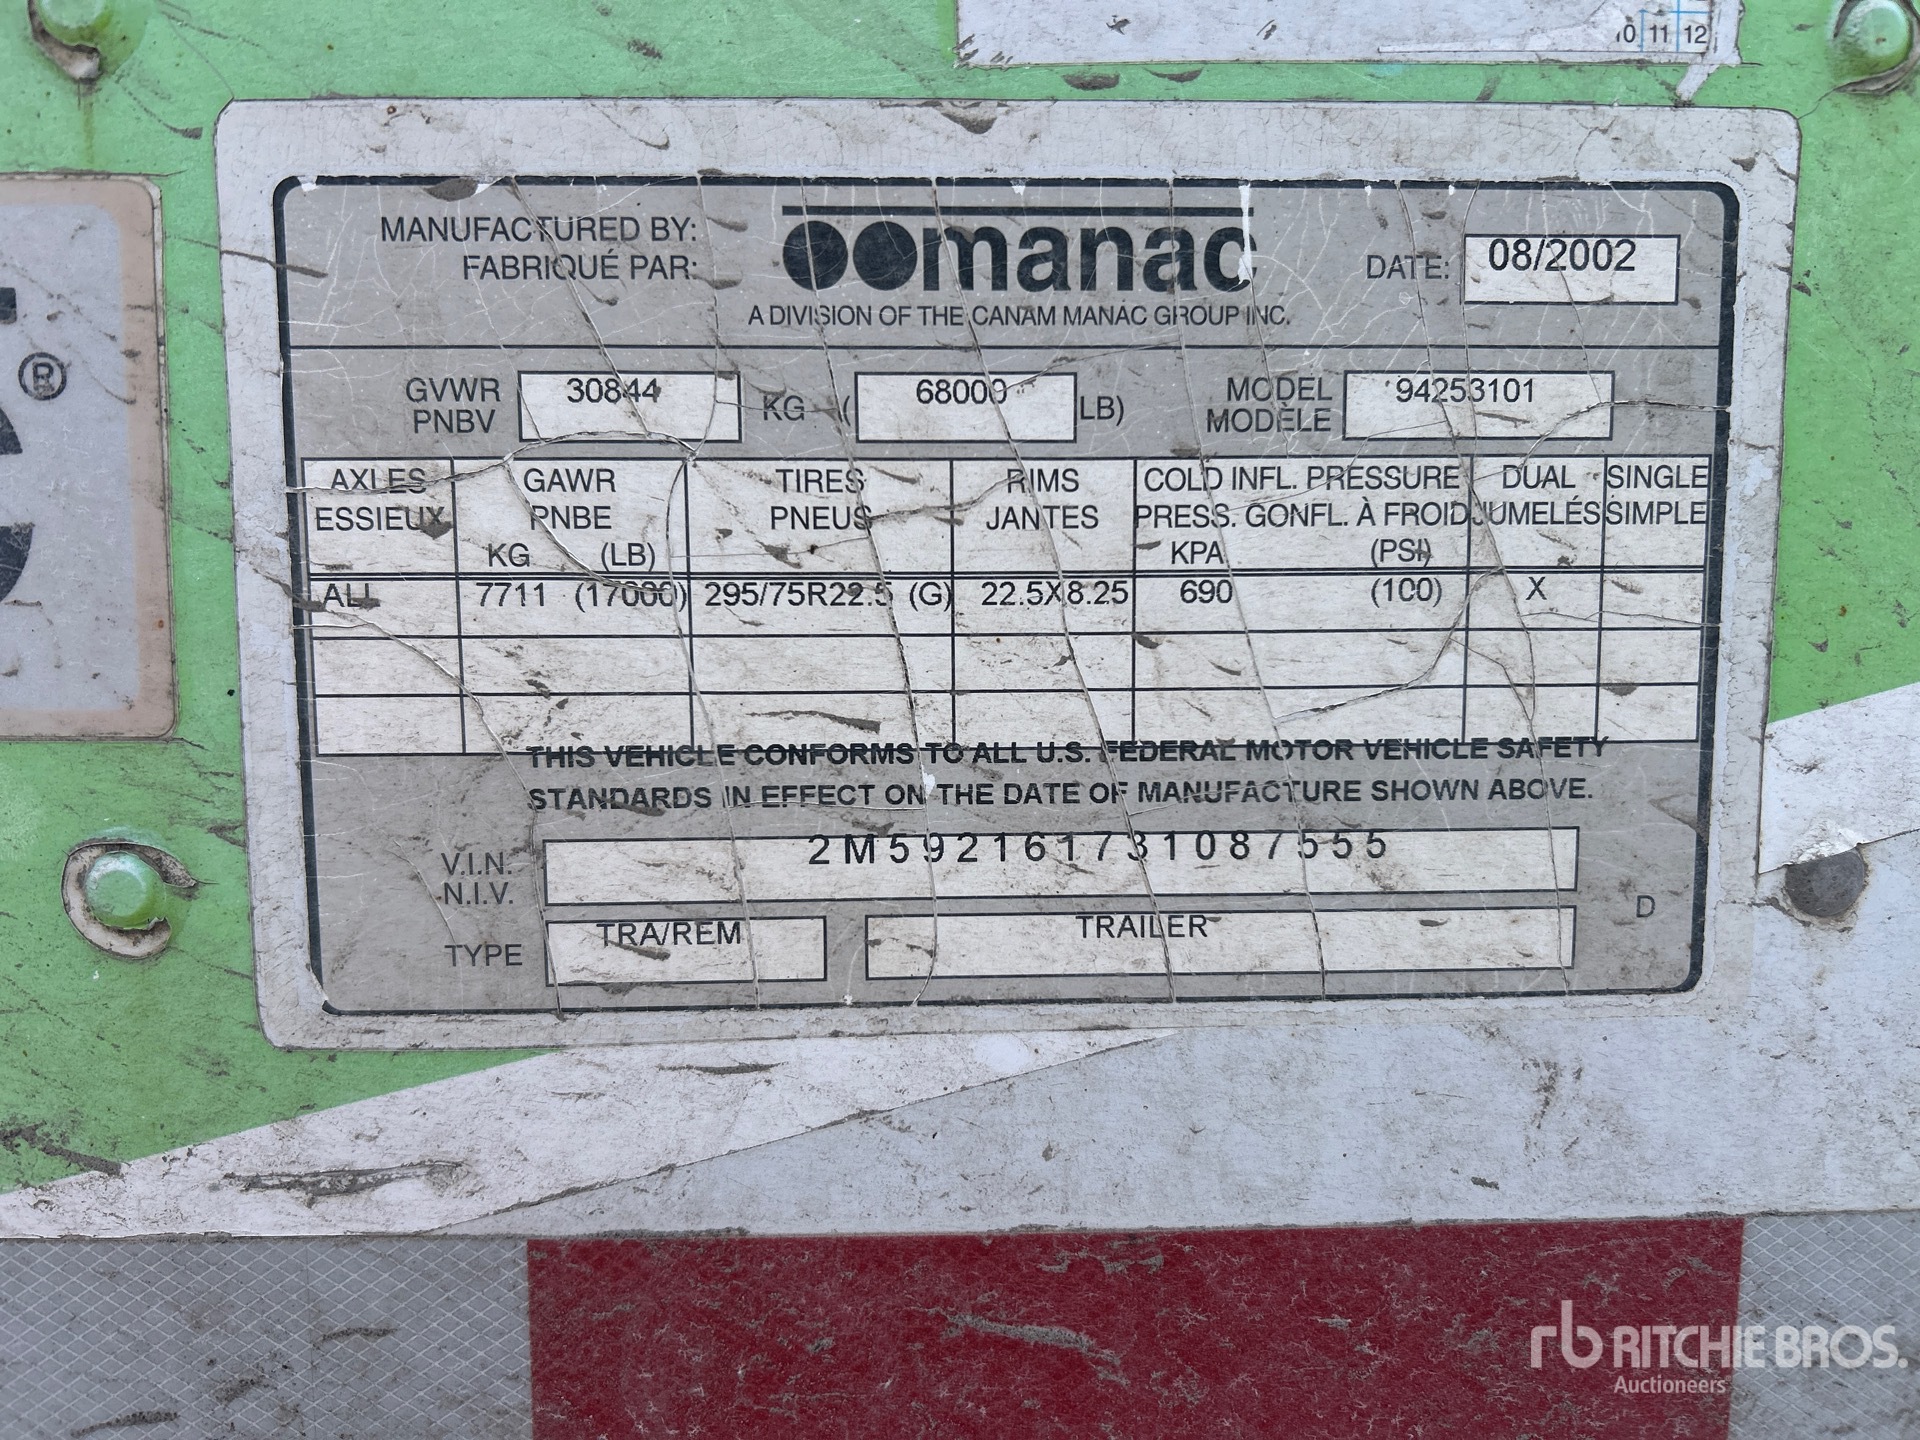 10 11 12
MANUFACTURED BY:
FABRIQUÉ PAR:
manac
A DIVISION OF THE CANAM MANAC GROUP INC.
DATE: 08/2002
®
GVWR
PNBV
30844 KG ( 68000 LB)
MODEL
MODÈLE
94253101
AXLES GAWR TIRES RIMS COLD INFL. PRESSURE DUAL SINGLE
ESSIEUX PNBE PNEUS JANTES PRESS. GONFL. À FROID JUMELÉS SIMPLE
KG (LB) KPA (PSI)
ALL 7711 (17000) 295/75R22.5 (G) 22.5X8.25 690 (100) X
THIS VEHICLE CONFORMS TO ALL U.S. FEDERAL MOTOR VEHICLE SAFETY
STANDARDS IN EFFECT ON THE DATE OF MANUFACTURE SHOWN ABOVE.
V.I.N.
N.I.V.
2M592161731087555
D
TYPE TRA/REM TRAILER
rb RITCHIE BROS.
Auctioneers